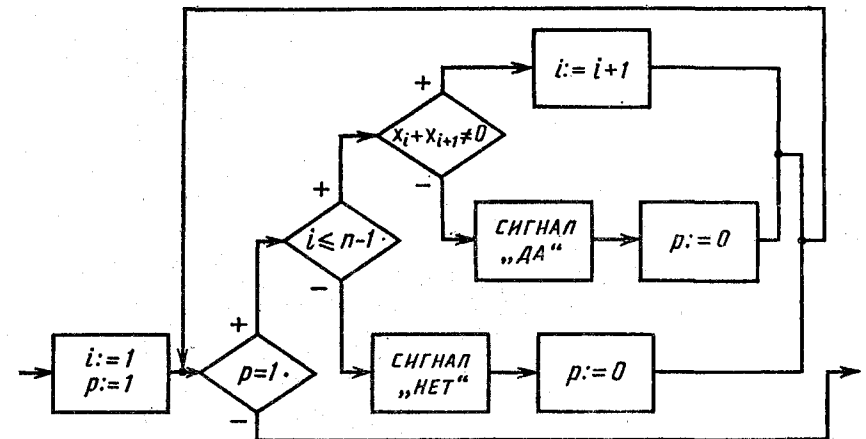 i:= i+1
+
x_i+x_{i+1}≠0
+
−
СИГНАЛ
„ДА“
p:=0
i ≤ n-1
+
−
i:=1
p:=1
p=1
СИГНАЛ
„НЕТ“
p:=0
−